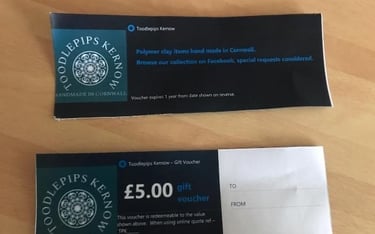 TOODLEPIPS KERNOW
HANDMADE IN CORNWALL
Toodlepips Kernow
Polymer clay items hand made in Cornwall.
Browse our collection on Facebook, special requests considered.
Voucher expires 1 year from date shown on reverse.
TOODLEPIPS KERNOW
Toodlepips Kernow – Gift Voucher
£5.00 gift
voucher
This voucher is redeemable to the value
shown above. When using online quote ref –
TO
FROM